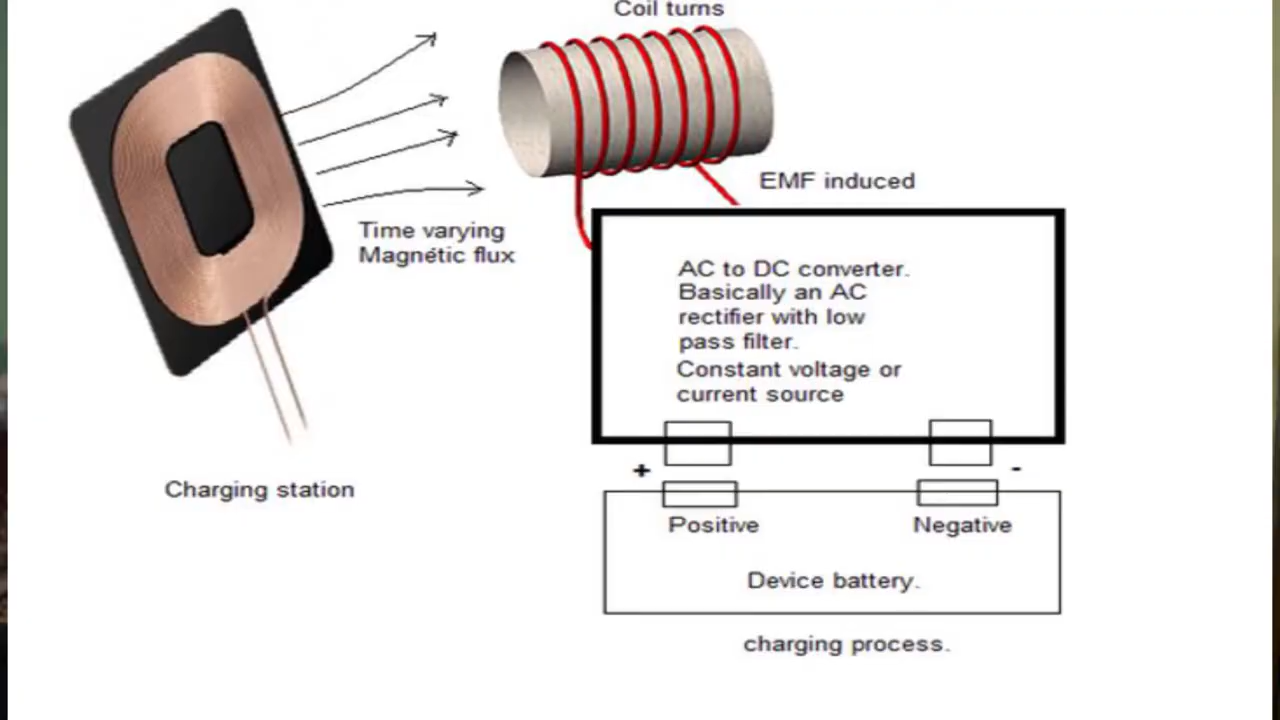 Coil turns
EMF induced
Time varying
Magnetic flux
AC to DC converter.
Basically an AC
rectifier with low
pass filter.
Constant voltage or
current source
+
-
Charging station
Positive
Negative
Device battery.
charging process.